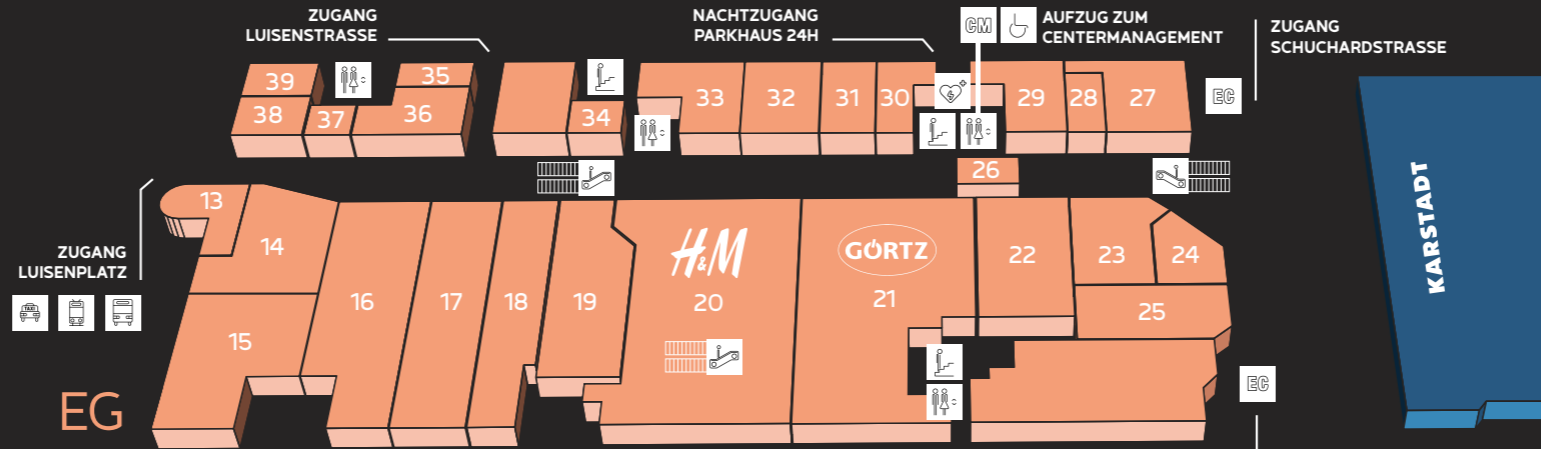 ZUGANG
LUISENSTRASSE
NACHTZUGANG
PARKHAUS 24H
CM
AUFZUG ZUM
CENTERMANAGEMENT
ZUGANG
SCHUCHARDSTRASSE
39
38
37
35
36
34
33
32
31
30
29
28
27
EC
26
13
14
ZUGANG
LUISENPLATZ
TAXI
15
16
17
18
19
H&M
20
GÖRTZ
21
22
23
24
25
KARSTADT
EC
EG